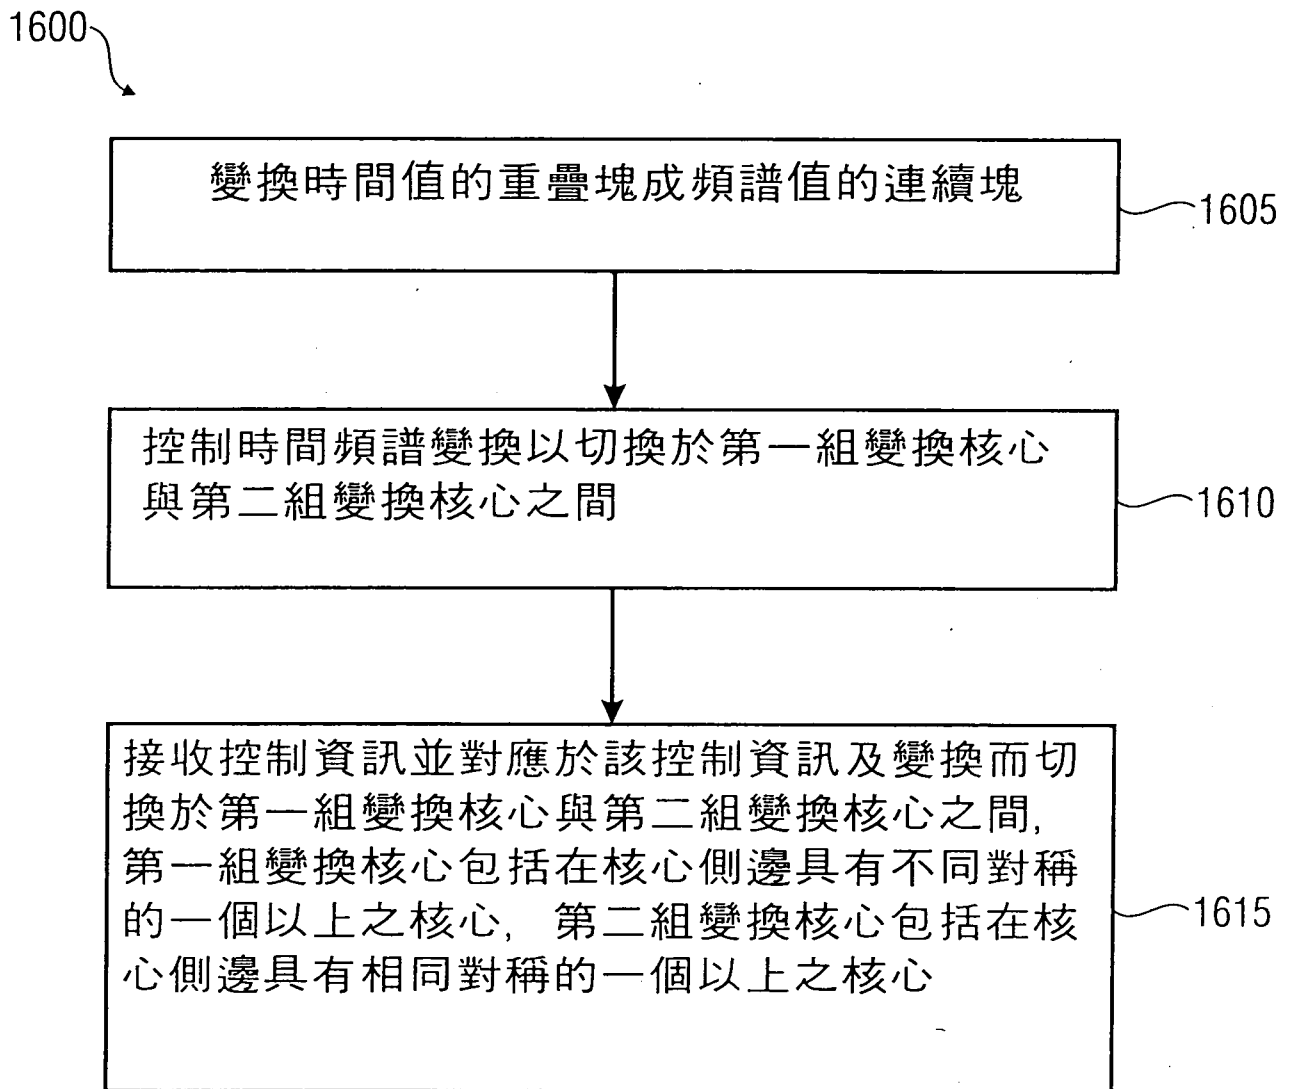 1600
變換時間值的重疊塊成頻譜值的連續塊
1605
控制時間頻譜變換以切換於第一組變換核心
與第二組變換核心之間
1610
接收控制資訊並對應於該控制資訊及變換而切
換於第一組變換核心與第二組變換核心之間,
第一組變換核心包括在核心側邊具有不同對稱
的一個以上之核心, 第二組變換核心包括在核
心側邊具有相同對稱的一個以上之核心
1615